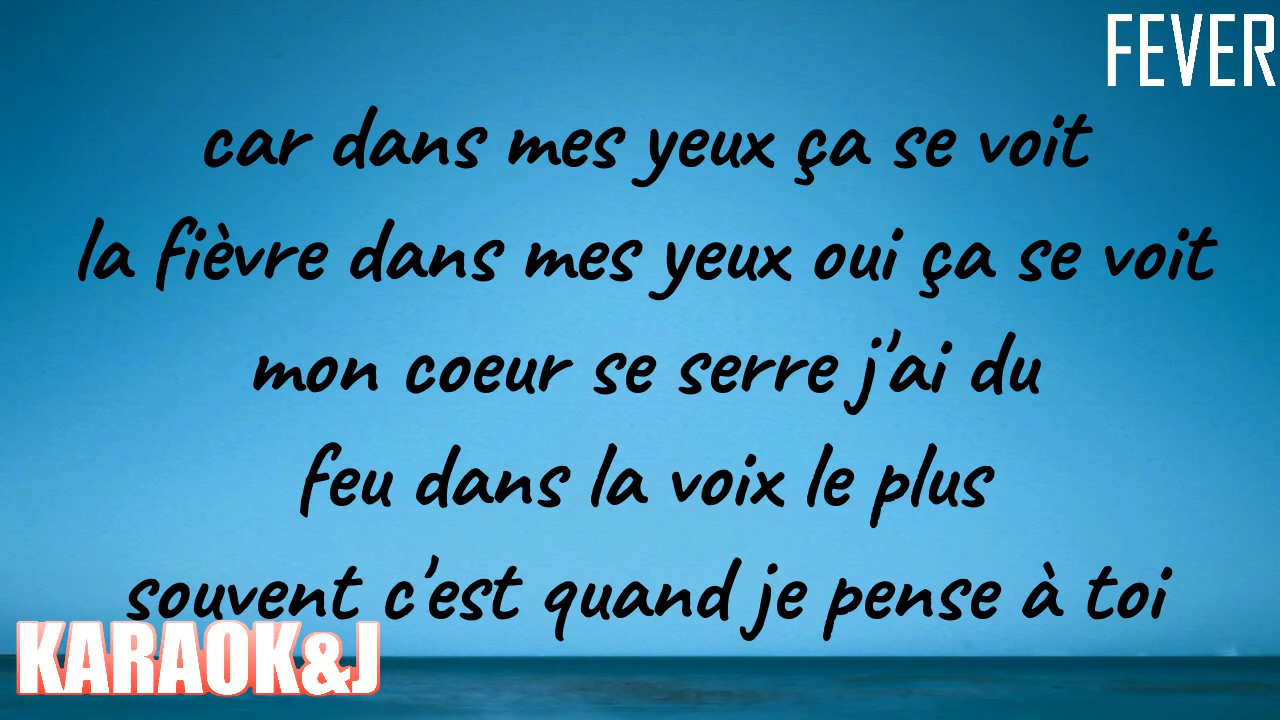 FEVER
car dans mes yeux ça se voit
la fièvre dans mes yeux oui ça se voit
mon coeur se serre j'ai du
feu dans la voix le plus
souvent c'est quand je pense à toi
KARAOK&J